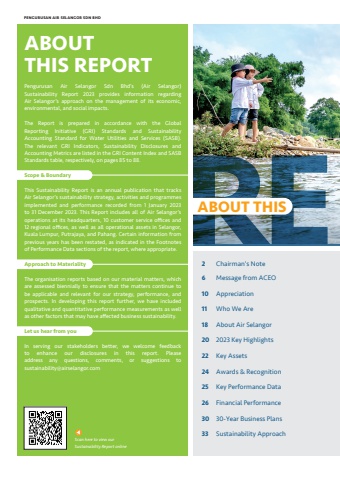 PENGURUSAN AIR SELANGOR SDN BHD
ABOUT
THIS REPORT
Pengurusan Air Selangor Sdn Bhd's (Air Selangor)
Sustainability Report 2023 provides information regarding
Air Selangor's approach on the management of its economic,
environmental, and social impacts.
The Report is prepared in accordance with the Global
Reporting Initiative (GRI) Standards and Sustainability
Accounting Standard for Water Utilities and Services (SASB).
The relevant GRI Indicators, Sustainability Disclosures and
Accounting Metrics are listed in the GRI Content Index and SASB
Standards table, respectively, on pages 85 to 88.
Scope & Boundary
This Sustainability Report is an annual publication that tracks
Air Selangor's sustainability strategy, activities and programmes
implemented and performance recorded from 1 January 2023
to 31 December 2023. This Report includes all of Air Selangor's
operations at its headquarters, 10 customer service offices and
12 regional offices, as well as all operational assets in Selangor,
Kuala Lumpur, Putrajaya, and Pahang. Certain information from
previous years has been restated, as indicated in the Footnotes
of Performance Data sections of the report, where appropriate.
Approach to Materiality
The organisation reports based on our material matters, which
are assessed biennially to ensure that the matters continue to
be applicable and relevant for our strategy, performance, and
prospects. In developing this report further, we have included
qualitative and quantitative performance measurements as well
as other factors that may have affected business sustainability.
Let us hear from you
In serving our stakeholders better, we welcome feedback
to enhance our disclosures in this report. Please
address any questions, comments, or suggestions to
sustainability@airselangor.com
Scan here to view our
Sustainability Report online
ABOUT THIS
2 Chairman's Note
6 Message from ACEO
10 Appreciation
11 Who We Are
18 About Air Selangor
20 2023 Key Highlights
22 Key Assets
24 Awards & Recognition
25 Key Performance Data
26 Financial Performance
30 30-Year Business Plans
33 Sustainability Approach